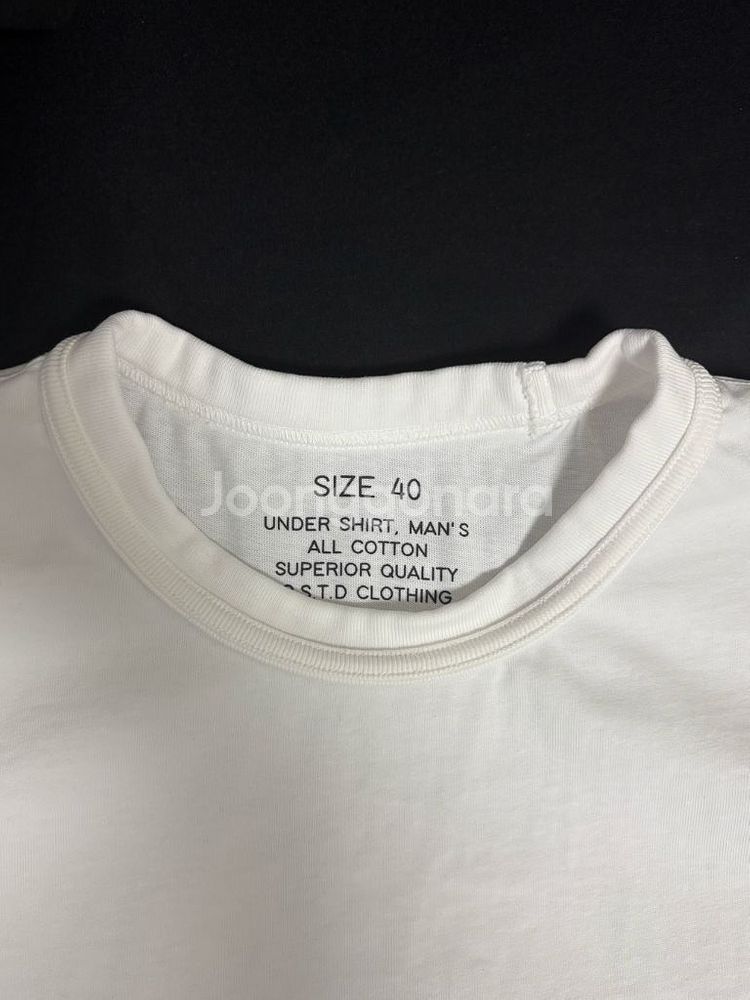 SIZE 40
Joonggonara
UNDER SHIRT, MAN'S
ALL COTTON
SUPERIOR QUALITY
S.T.D CLOTHING